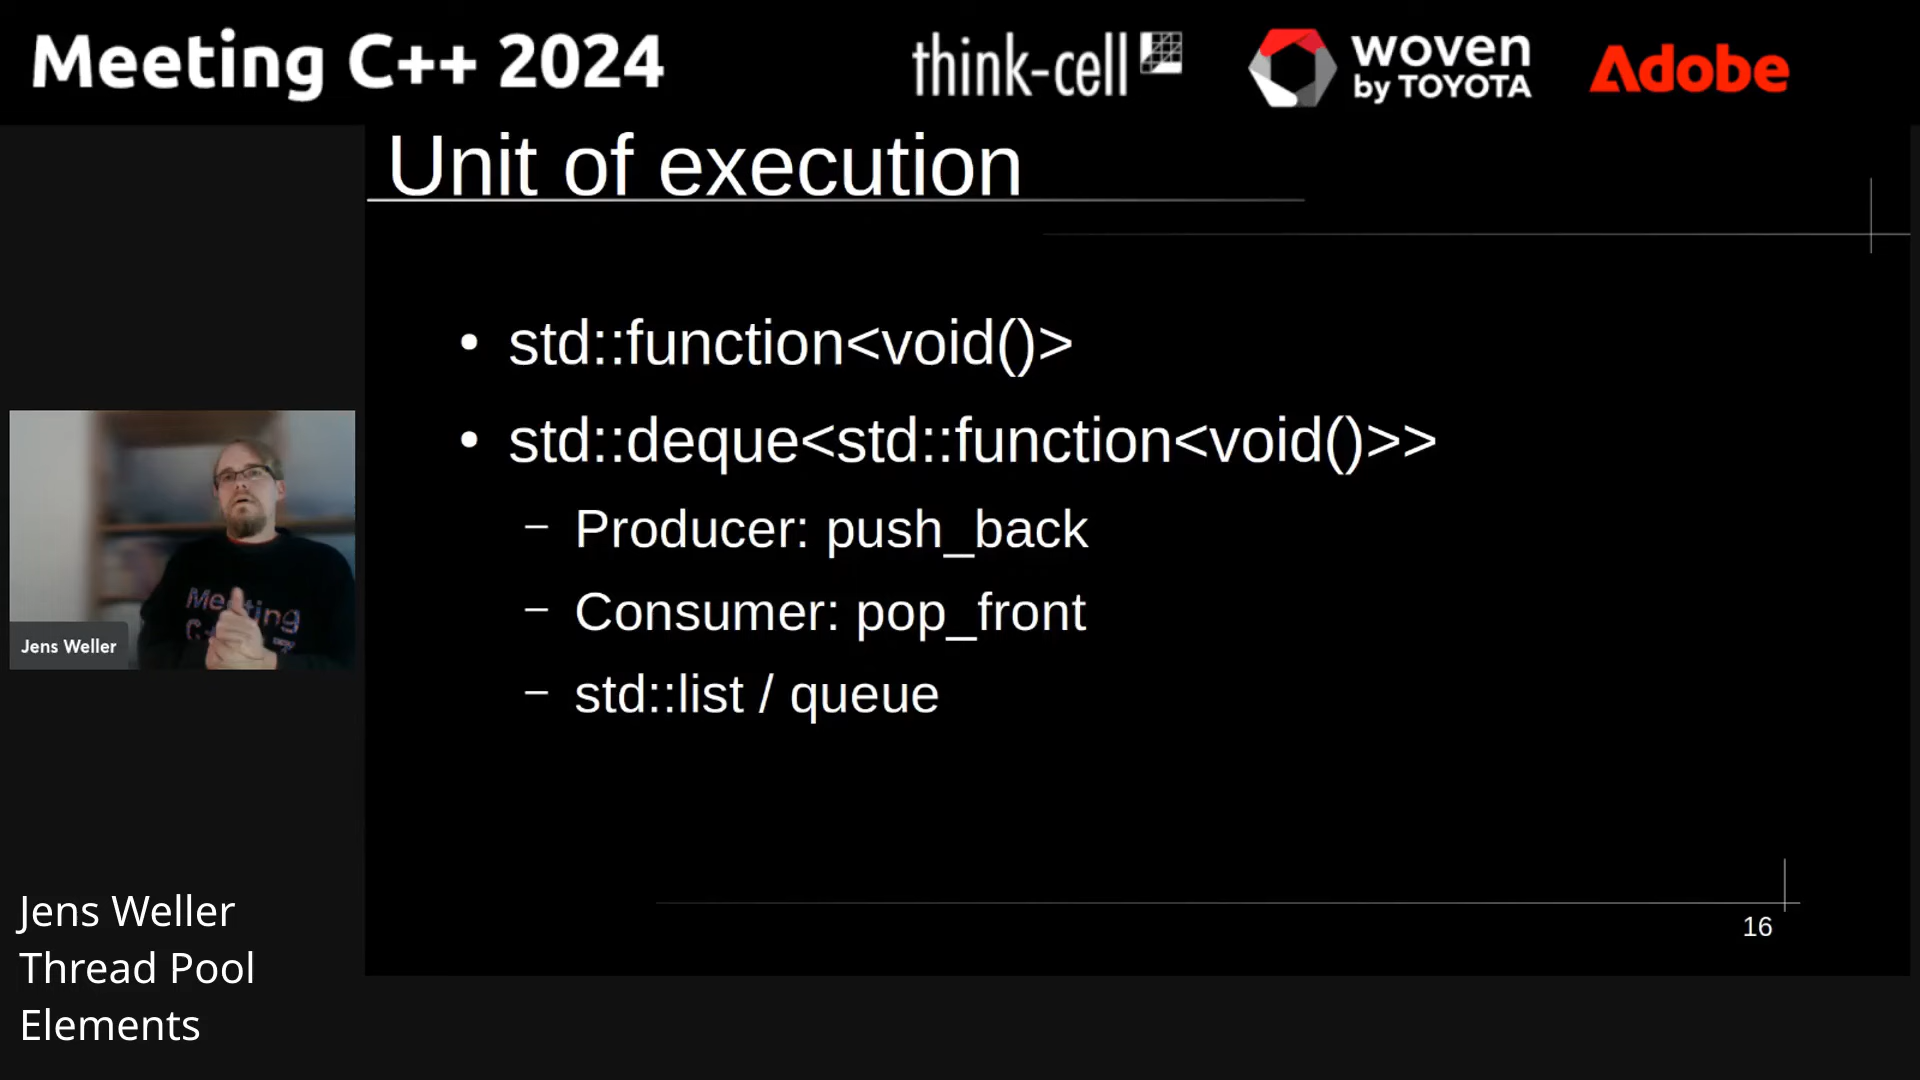 Meeting C++ 2024
think-cell
woven
by TOYOTA
Adobe
Unit of execution
• std::function<void()>
• std::deque<std::function<void()>>
– Producer: push_back
– Consumer: pop_front
– std::list / queue
Meeting
Jens Weller
Jens Weller
Thread Pool
Elements
16